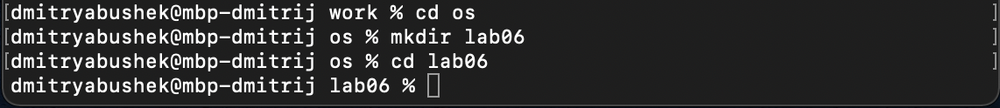 [dmitryabushek@mbp-dmitrij work % cd os ]
[dmitryabushek@mbp-dmitrij os % mkdir lab06 ]
[dmitryabushek@mbp-dmitrij os % cd lab06 ]
dmitryabushek@mbp-dmitrij lab06 %